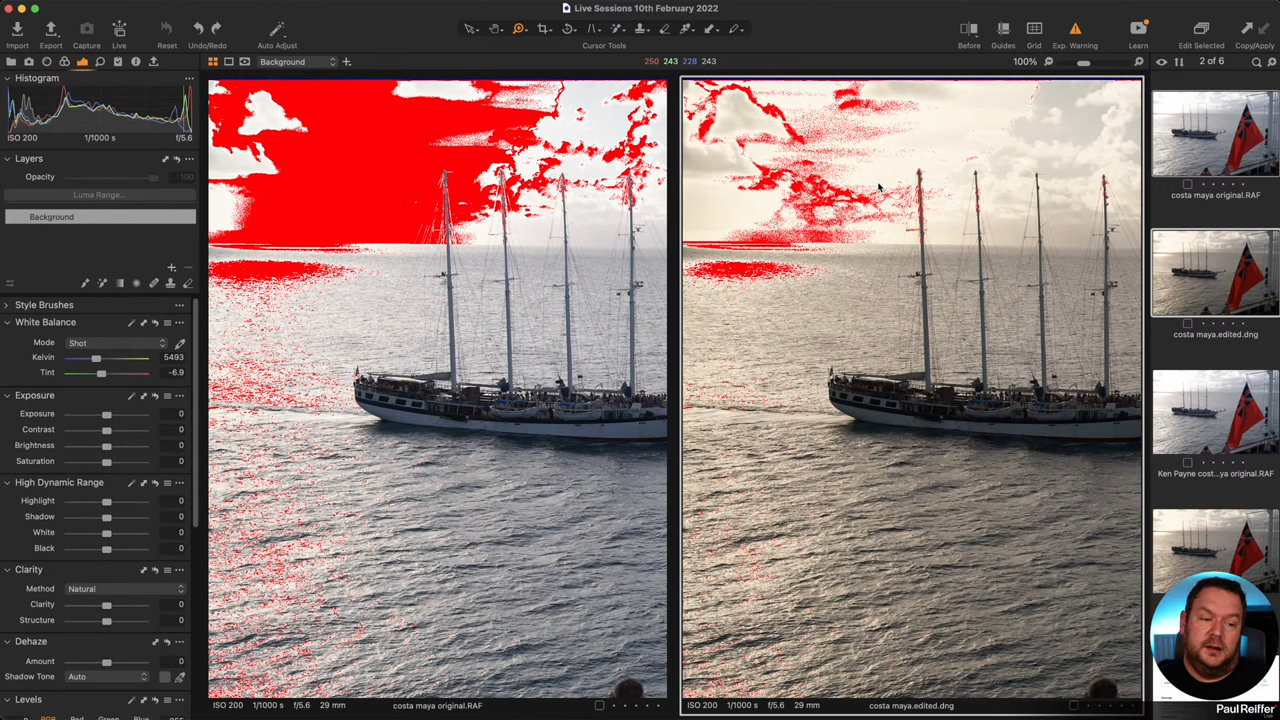 Live Sessions 10th February 2022
Import
Export
Capture
Live
Reset
Undo/Redo
Auto Adjust
Cursor Tools
Before
Guides
Grid
Exp. Warning
Learn
Edit Selected
Copy/Apply
Background
250 243 228 243
100%
2 of 6
Histogram
ISO 200 1/1000 s f/5.6
Layers
Opacity 100
Luma Range...
Background
Style Brushes
White Balance
Mode Shot
Kelvin 5493
Tint -6.9
Exposure
Exposure 0
Contrast 0
Brightness 0
Saturation 0
High Dynamic Range
Highlight 0
Shadow 0
White 0
Black 0
Clarity
Method Natural
Clarity 0
Structure 0
Dehaze
Amount 0
Shadow Tone Auto
Levels
RGB Red Green Blue
ISO 200 1/1000 s f/5.6 29 mm costa maya original.RAF
ISO 200 1/1000 s f/5.6 29 mm costa maya.edited.dng
costa maya original.RAF
costa maya.edited.dng
Ken Payne cost...ya original.RAF
Paul Reiffer